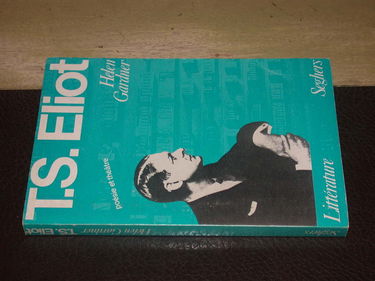 T.S. Eliot
Helen
Gardner
poésie et théâtre
Seghers
Littérature
T.S. Eliot
Helen Gardner
Seghers